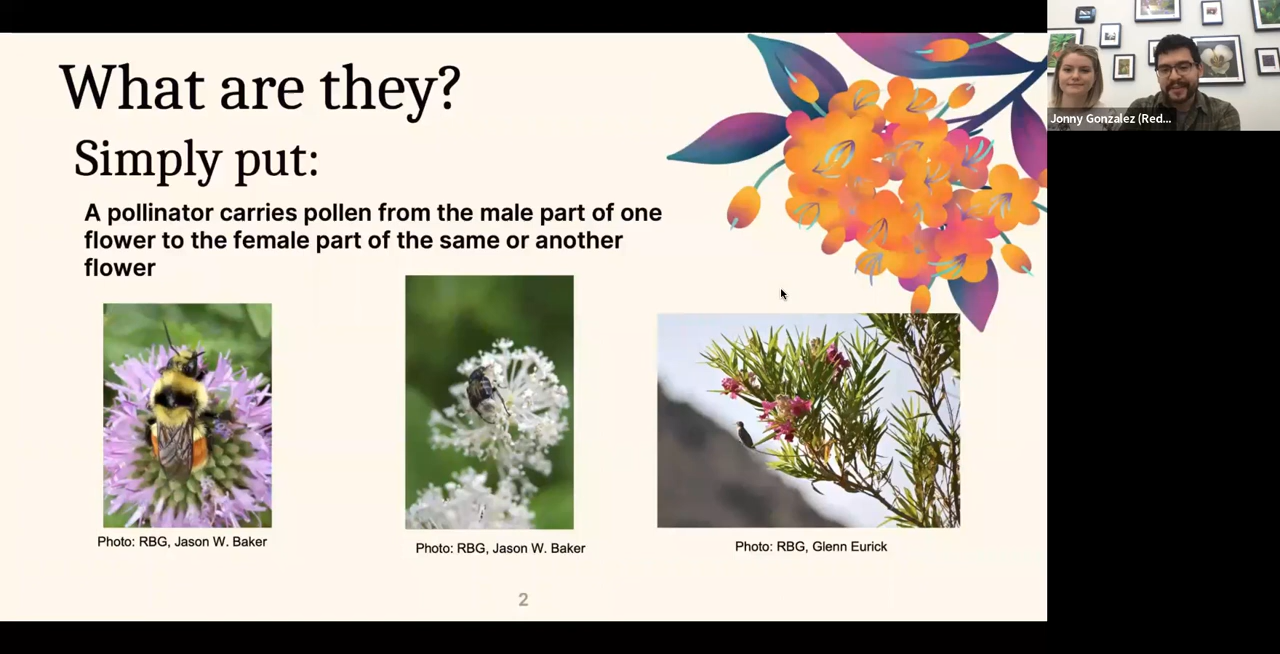 What are they?
Simply put:
A pollinator carries pollen from the male part of one
flower to the female part of the same or another
flower
Photo: RBG, Jason W. Baker
Photo: RBG, Jason W. Baker
Photo: RBG, Glenn Eurick
2
Jonny Gonzalez (Red...